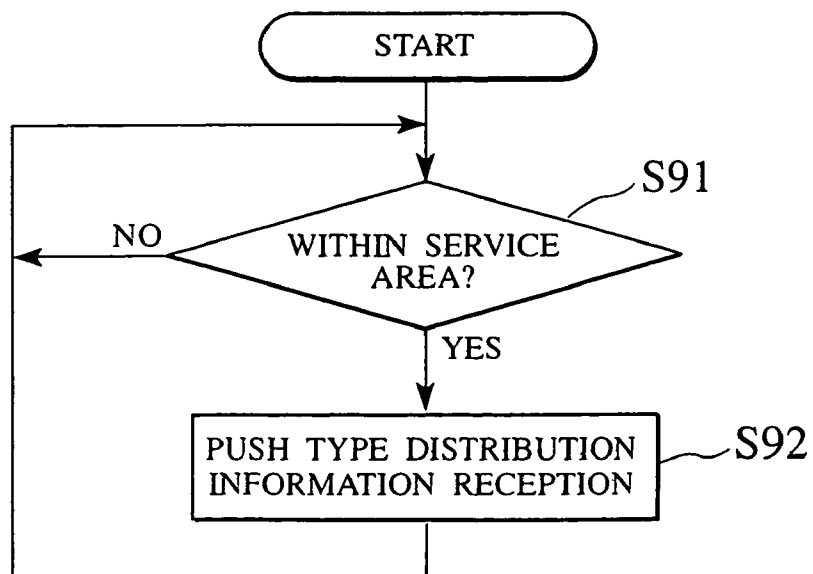 START
S91
NO
WITHIN SERVICE
AREA?
YES
PUSH TYPE DISTRIBUTION
INFORMATION RECEPTION
S92